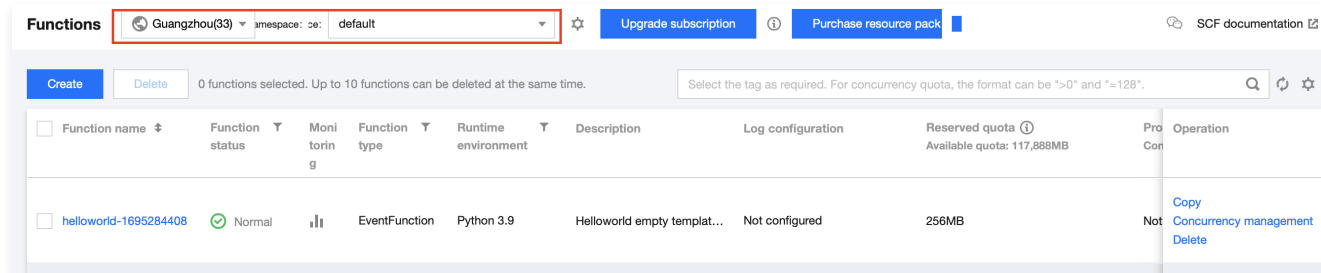 Functions Guangzhou(33) amespace: ce: default Upgrade subscription Purchase resource pack SCF documentation
Create Delete 0 functions selected. Up to 10 functions can be deleted at the same time. Select the tag as required. For concurrency quota, the format can be ">0" and "=128".
Function name Function status Monitoring Function type Runtime environment Description Log configuration Reserved quota Available quota: 117,888MB Pro Con Operation
helloworld-1695284408 Normal EventFunction Python 3.9 Helloworld empty templat... Not configured 256MB Not Copy
Concurrency management
Delete